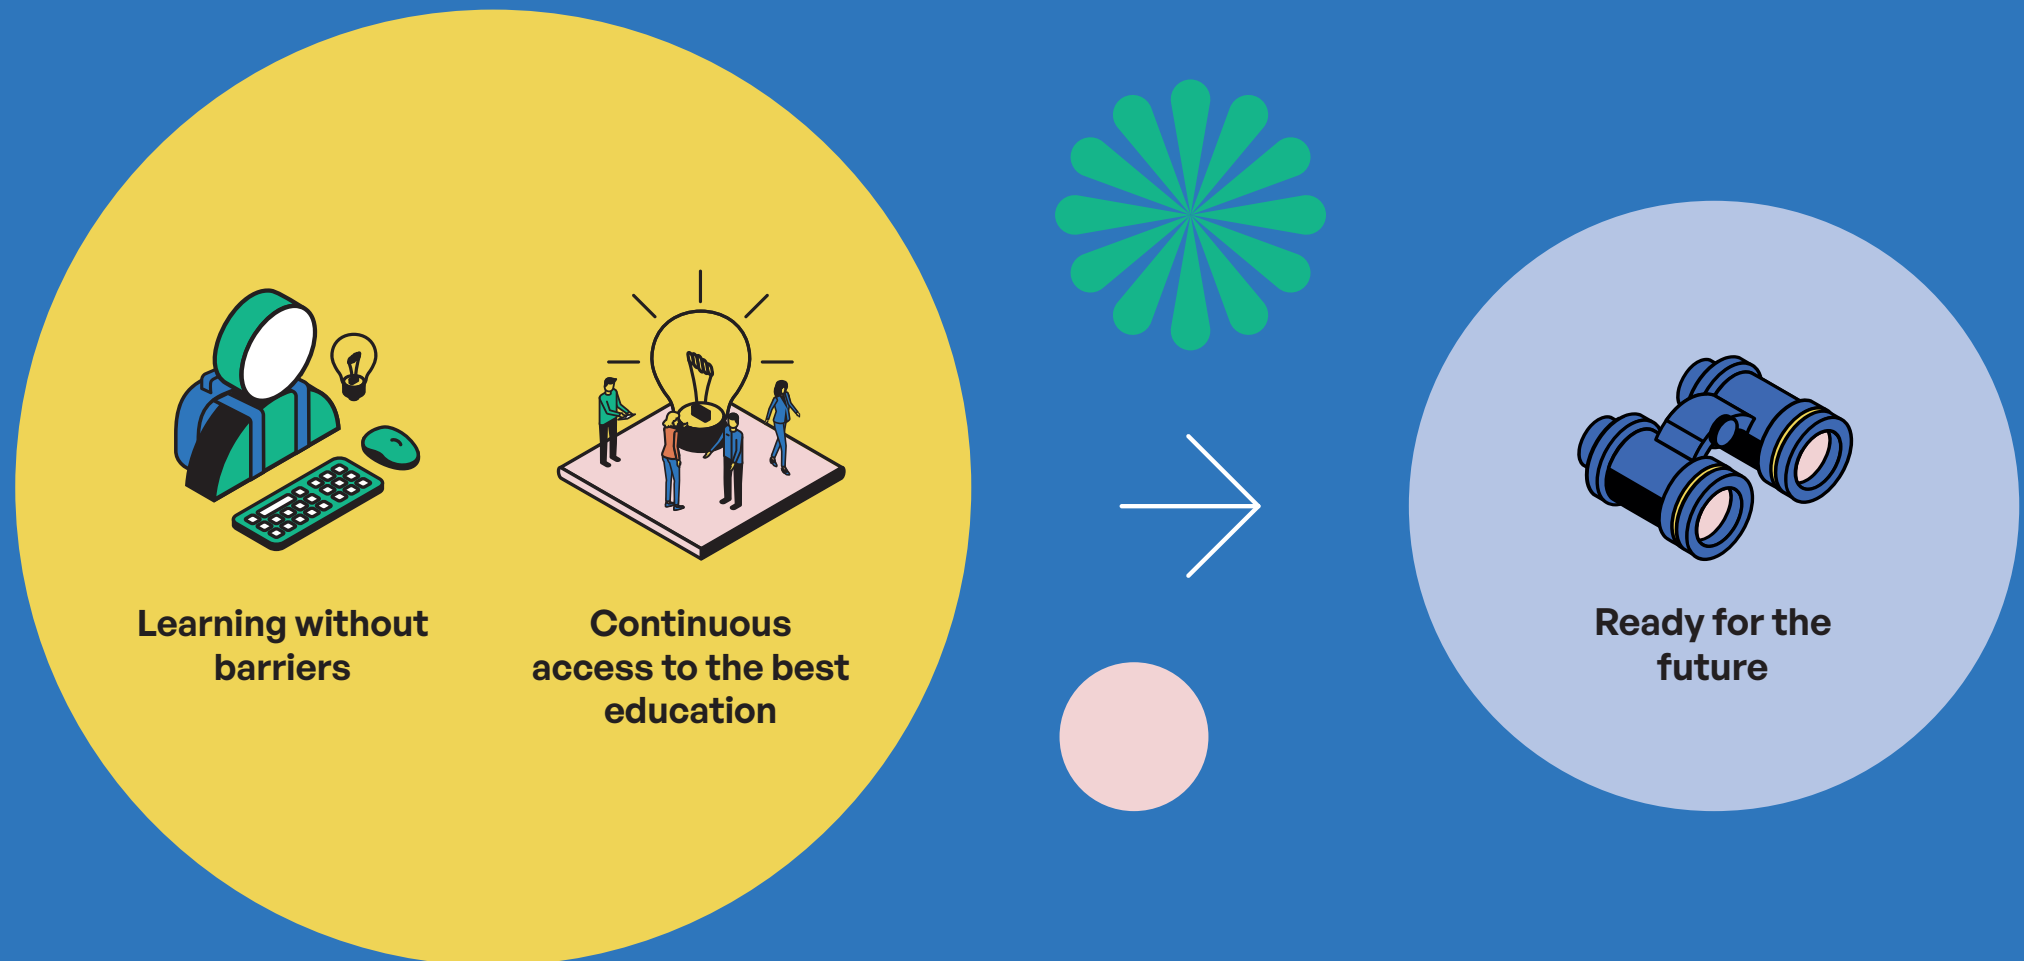 Learning without
barriers
Continuous
access to the best
education
Ready for the
future